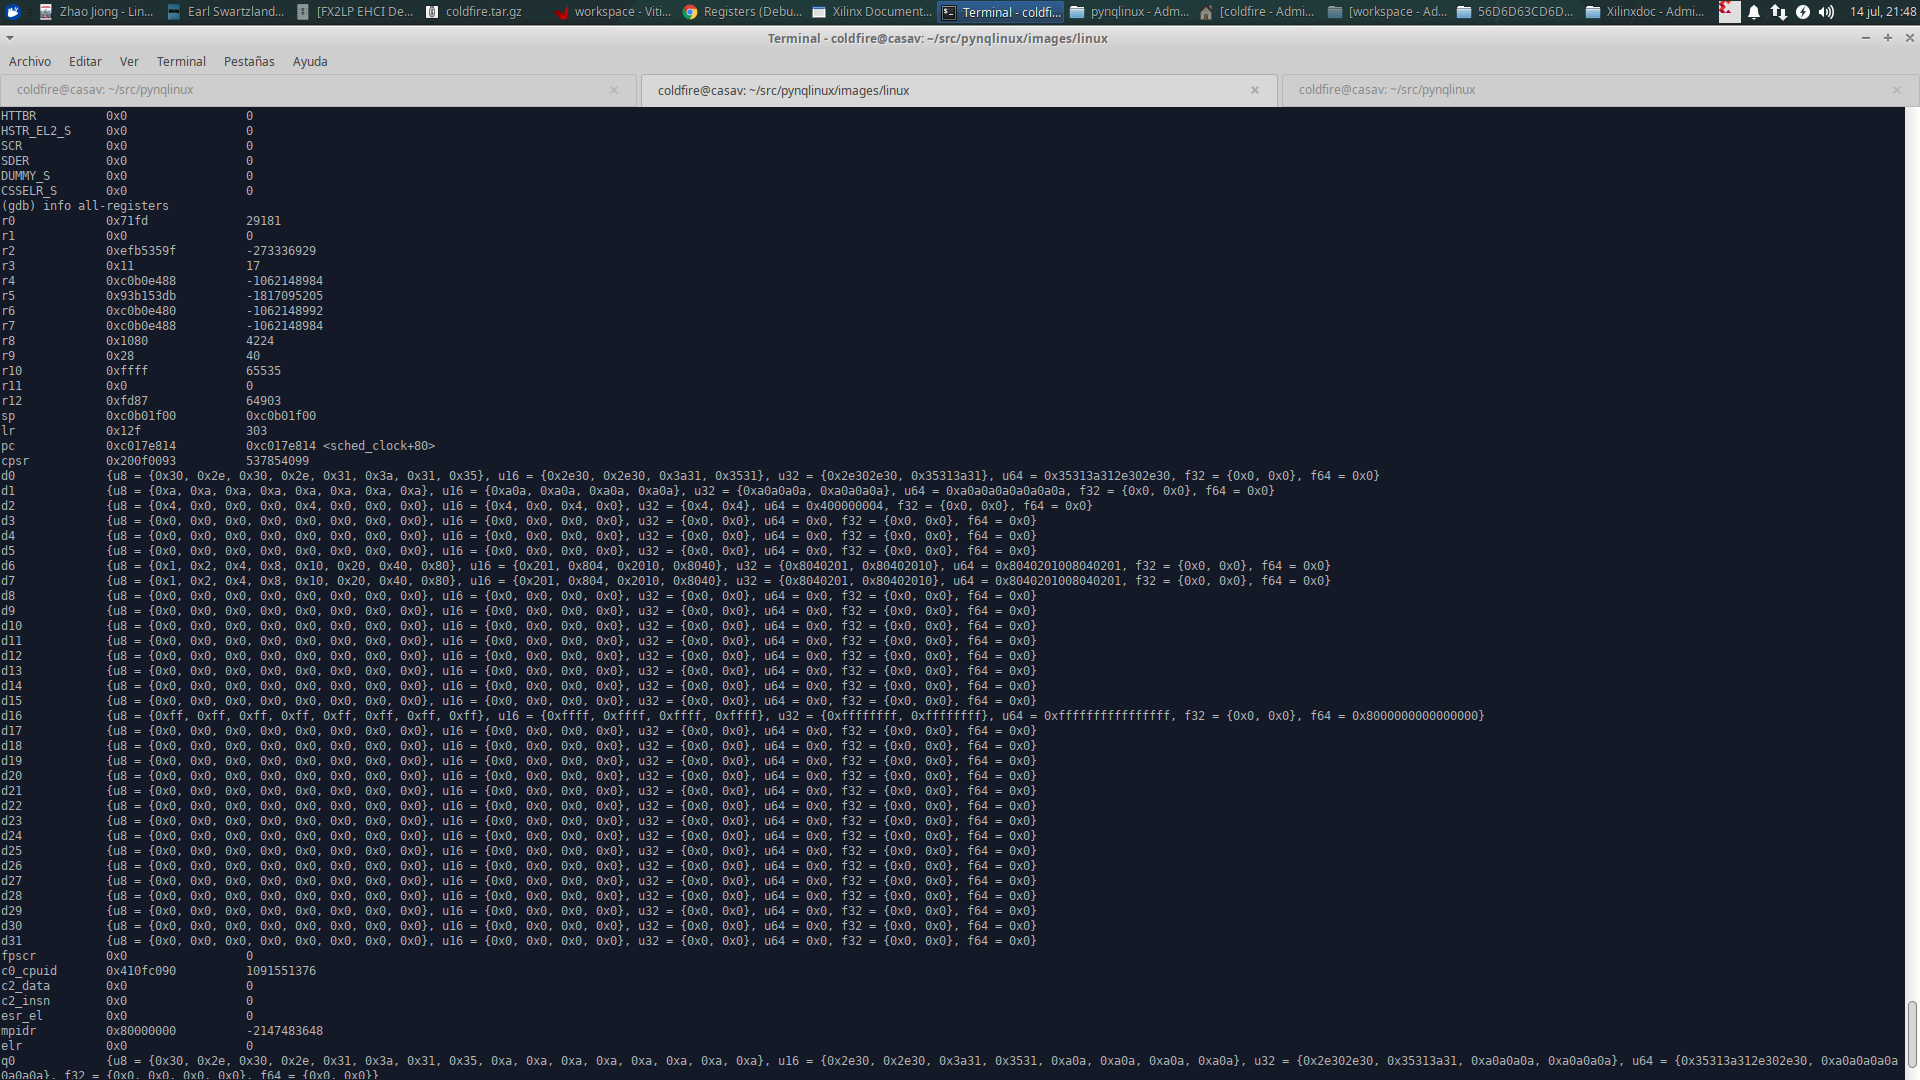 Zhao Jiong - Lin...
Earl Swartzland...
[FX2LP EHCI De...
coldfire.tar.gz
workspace - Viti...
Registers (Debu...
Xilinx Document...
Terminal - coldfi...
pynqlinux - Adm...
[coldfire - Admi...
[workspace - Ad...
56D6D63CD6D...
Xilinxdoc - Admi...
14 jul, 21:48
Terminal - coldfire@casav: ~/src/pynqlinux/images/linux
Archivo Editar Ver Terminal Pestañas Ayuda
coldfire@casav: ~/src/pynqlinux
coldfire@casav: ~/src/pynqlinux/images/linux
coldfire@casav: ~/src/pynqlinux
HTTBR 0x0 0
HSTR_EL2_S 0x0 0
SCR 0x0 0
SDER 0x0 0
DUMMY_S 0x0 0
CSSELR_S 0x0 0
(gdb) info all-registers
r0 0x71fd 29181
r1 0x0 0
r2 0xefb5359f -273336929
r3 0x11 17
r4 0xc0b0e488 -1062148984
r5 0x93b153db -1817095205
r6 0xc0b0e480 -1062148992
r7 0xc0b0e488 -1062148984
r8 0x1080 4224
r9 0x28 40
r10 0xffff 65535
r11 0x0 0
r12 0xfd87 64903
sp 0xc0b01f00 0xc0b01f00
lr 0x12f 303
pc 0xc017e814 0xc017e814 <sched_clock+80>
cpsr 0x200f0093 537854099
d0 {u8 = {0x30, 0x2e, 0x30, 0x2e, 0x31, 0x3a, 0x31, 0x35}, u16 = {0x2e30, 0x2e30, 0x3a31, 0x3531}, u32 = {0x2e302e30, 0x35313a31}, u64 = 0x35313a312e302e30, f32 = {0x0, 0x0}, f64 = 0x0}
d1 {u8 = {0xa, 0xa, 0xa, 0xa, 0xa, 0xa, 0xa, 0xa}, u16 = {0xa0a, 0xa0a, 0xa0a, 0xa0a}, u32 = {0xa0a0a0a, 0xa0a0a0a}, u64 = 0xa0a0a0a0a0a0a0a, f32 = {0x0, 0x0}, f64 = 0x0}
d2 {u8 = {0x4, 0x0, 0x0, 0x0, 0x4, 0x0, 0x0, 0x0}, u16 = {0x4, 0x0, 0x4, 0x0}, u32 = {0x4, 0x4}, u64 = 0x400000004, f32 = {0x0, 0x0}, f64 = 0x0}
d3 {u8 = {0x0, 0x0, 0x0, 0x0, 0x0, 0x0, 0x0, 0x0}, u16 = {0x0, 0x0, 0x0, 0x0}, u32 = {0x0, 0x0}, u64 = 0x0, f32 = {0x0, 0x0}, f64 = 0x0}
d4 {u8 = {0x0, 0x0, 0x0, 0x0, 0x0, 0x0, 0x0, 0x0}, u16 = {0x0, 0x0, 0x0, 0x0}, u32 = {0x0, 0x0}, u64 = 0x0, f32 = {0x0, 0x0}, f64 = 0x0}
d5 {u8 = {0x0, 0x0, 0x0, 0x0, 0x0, 0x0, 0x0, 0x0}, u16 = {0x0, 0x0, 0x0, 0x0}, u32 = {0x0, 0x0}, u64 = 0x0, f32 = {0x0, 0x0}, f64 = 0x0}
d6 {u8 = {0x1, 0x2, 0x4, 0x8, 0x10, 0x20, 0x40, 0x80}, u16 = {0x201, 0x804, 0x2010, 0x8040}, u32 = {0x8040201, 0x80402010}, u64 = 0x8040201008040201, f32 = {0x0, 0x0}, f64 = 0x0}
d7 {u8 = {0x1, 0x2, 0x4, 0x8, 0x10, 0x20, 0x40, 0x80}, u16 = {0x201, 0x804, 0x2010, 0x8040}, u32 = {0x8040201, 0x80402010}, u64 = 0x8040201008040201, f32 = {0x0, 0x0}, f64 = 0x0}
d8 {u8 = {0x0, 0x0, 0x0, 0x0, 0x0, 0x0, 0x0, 0x0}, u16 = {0x0, 0x0, 0x0, 0x0}, u32 = {0x0, 0x0}, u64 = 0x0, f32 = {0x0, 0x0}, f64 = 0x0}
d9 {u8 = {0x0, 0x0, 0x0, 0x0, 0x0, 0x0, 0x0, 0x0}, u16 = {0x0, 0x0, 0x0, 0x0}, u32 = {0x0, 0x0}, u64 = 0x0, f32 = {0x0, 0x0}, f64 = 0x0}
d10 {u8 = {0x0, 0x0, 0x0, 0x0, 0x0, 0x0, 0x0, 0x0}, u16 = {0x0, 0x0, 0x0, 0x0}, u32 = {0x0, 0x0}, u64 = 0x0, f32 = {0x0, 0x0}, f64 = 0x0}
d11 {u8 = {0x0, 0x0, 0x0, 0x0, 0x0, 0x0, 0x0, 0x0}, u16 = {0x0, 0x0, 0x0, 0x0}, u32 = {0x0, 0x0}, u64 = 0x0, f32 = {0x0, 0x0}, f64 = 0x0}
d12 {u8 = {0x0, 0x0, 0x0, 0x0, 0x0, 0x0, 0x0, 0x0}, u16 = {0x0, 0x0, 0x0, 0x0}, u32 = {0x0, 0x0}, u64 = 0x0, f32 = {0x0, 0x0}, f64 = 0x0}
d13 {u8 = {0x0, 0x0, 0x0, 0x0, 0x0, 0x0, 0x0, 0x0}, u16 = {0x0, 0x0, 0x0, 0x0}, u32 = {0x0, 0x0}, u64 = 0x0, f32 = {0x0, 0x0}, f64 = 0x0}
d14 {u8 = {0x0, 0x0, 0x0, 0x0, 0x0, 0x0, 0x0, 0x0}, u16 = {0x0, 0x0, 0x0, 0x0}, u32 = {0x0, 0x0}, u64 = 0x0, f32 = {0x0, 0x0}, f64 = 0x0}
d15 {u8 = {0x0, 0x0, 0x0, 0x0, 0x0, 0x0, 0x0, 0x0}, u16 = {0x0, 0x0, 0x0, 0x0}, u32 = {0x0, 0x0}, u64 = 0x0, f32 = {0x0, 0x0}, f64 = 0x0}
d16 {u8 = {0xff, 0xff, 0xff, 0xff, 0xff, 0xff, 0xff, 0xff}, u16 = {0xffff, 0xffff, 0xffff, 0xffff}, u32 = {0xffffffff, 0xffffffff}, u64 = 0xffffffffffffffff, f32 = {0x0, 0x0}, f64 = 0x8000000000000000}
d17 {u8 = {0x0, 0x0, 0x0, 0x0, 0x0, 0x0, 0x0, 0x0}, u16 = {0x0, 0x0, 0x0, 0x0}, u32 = {0x0, 0x0}, u64 = 0x0, f32 = {0x0, 0x0}, f64 = 0x0}
d18 {u8 = {0x0, 0x0, 0x0, 0x0, 0x0, 0x0, 0x0, 0x0}, u16 = {0x0, 0x0, 0x0, 0x0}, u32 = {0x0, 0x0}, u64 = 0x0, f32 = {0x0, 0x0}, f64 = 0x0}
d19 {u8 = {0x0, 0x0, 0x0, 0x0, 0x0, 0x0, 0x0, 0x0}, u16 = {0x0, 0x0, 0x0, 0x0}, u32 = {0x0, 0x0}, u64 = 0x0, f32 = {0x0, 0x0}, f64 = 0x0}
d20 {u8 = {0x0, 0x0, 0x0, 0x0, 0x0, 0x0, 0x0, 0x0}, u16 = {0x0, 0x0, 0x0, 0x0}, u32 = {0x0, 0x0}, u64 = 0x0, f32 = {0x0, 0x0}, f64 = 0x0}
d21 {u8 = {0x0, 0x0, 0x0, 0x0, 0x0, 0x0, 0x0, 0x0}, u16 = {0x0, 0x0, 0x0, 0x0}, u32 = {0x0, 0x0}, u64 = 0x0, f32 = {0x0, 0x0}, f64 = 0x0}
d22 {u8 = {0x0, 0x0, 0x0, 0x0, 0x0, 0x0, 0x0, 0x0}, u16 = {0x0, 0x0, 0x0, 0x0}, u32 = {0x0, 0x0}, u64 = 0x0, f32 = {0x0, 0x0}, f64 = 0x0}
d23 {u8 = {0x0, 0x0, 0x0, 0x0, 0x0, 0x0, 0x0, 0x0}, u16 = {0x0, 0x0, 0x0, 0x0}, u32 = {0x0, 0x0}, u64 = 0x0, f32 = {0x0, 0x0}, f64 = 0x0}
d24 {u8 = {0x0, 0x0, 0x0, 0x0, 0x0, 0x0, 0x0, 0x0}, u16 = {0x0, 0x0, 0x0, 0x0}, u32 = {0x0, 0x0}, u64 = 0x0, f32 = {0x0, 0x0}, f64 = 0x0}
d25 {u8 = {0x0, 0x0, 0x0, 0x0, 0x0, 0x0, 0x0, 0x0}, u16 = {0x0, 0x0, 0x0, 0x0}, u32 = {0x0, 0x0}, u64 = 0x0, f32 = {0x0, 0x0}, f64 = 0x0}
d26 {u8 = {0x0, 0x0, 0x0, 0x0, 0x0, 0x0, 0x0, 0x0}, u16 = {0x0, 0x0, 0x0, 0x0}, u32 = {0x0, 0x0}, u64 = 0x0, f32 = {0x0, 0x0}, f64 = 0x0}
d27 {u8 = {0x0, 0x0, 0x0, 0x0, 0x0, 0x0, 0x0, 0x0}, u16 = {0x0, 0x0, 0x0, 0x0}, u32 = {0x0, 0x0}, u64 = 0x0, f32 = {0x0, 0x0}, f64 = 0x0}
d28 {u8 = {0x0, 0x0, 0x0, 0x0, 0x0, 0x0, 0x0, 0x0}, u16 = {0x0, 0x0, 0x0, 0x0}, u32 = {0x0, 0x0}, u64 = 0x0, f32 = {0x0, 0x0}, f64 = 0x0}
d29 {u8 = {0x0, 0x0, 0x0, 0x0, 0x0, 0x0, 0x0, 0x0}, u16 = {0x0, 0x0, 0x0, 0x0}, u32 = {0x0, 0x0}, u64 = 0x0, f32 = {0x0, 0x0}, f64 = 0x0}
d30 {u8 = {0x0, 0x0, 0x0, 0x0, 0x0, 0x0, 0x0, 0x0}, u16 = {0x0, 0x0, 0x0, 0x0}, u32 = {0x0, 0x0}, u64 = 0x0, f32 = {0x0, 0x0}, f64 = 0x0}
d31 {u8 = {0x0, 0x0, 0x0, 0x0, 0x0, 0x0, 0x0, 0x0}, u16 = {0x0, 0x0, 0x0, 0x0}, u32 = {0x0, 0x0}, u64 = 0x0, f32 = {0x0, 0x0}, f64 = 0x0}
fpscr 0x0 0
c0_cpuid 0x410fc090 1091551376
c2_data 0x0 0
c2_insn 0x0 0
esr_el 0x0 0
mpidr 0x80000000 -2147483648
elr 0x0 0
q0 {u8 = {0x30, 0x2e, 0x30, 0x2e, 0x31, 0x3a, 0x31, 0x35, 0xa, 0xa, 0xa, 0xa, 0xa, 0xa, 0xa, 0xa}, u16 = {0x2e30, 0x2e30, 0x3a31, 0x3531, 0xa0a, 0xa0a, 0xa0a, 0xa0a}, u32 = {0x2e302e30, 0x35313a31, 0xa0a0a0a, 0xa0a0a0a}, u64 = {0x35313a312e302e30, 0xa0a0a0a0a
0a0a0a}, f32 = {0x0, 0x0, 0x0, 0x0}, f64 = {0x0, 0x0}}